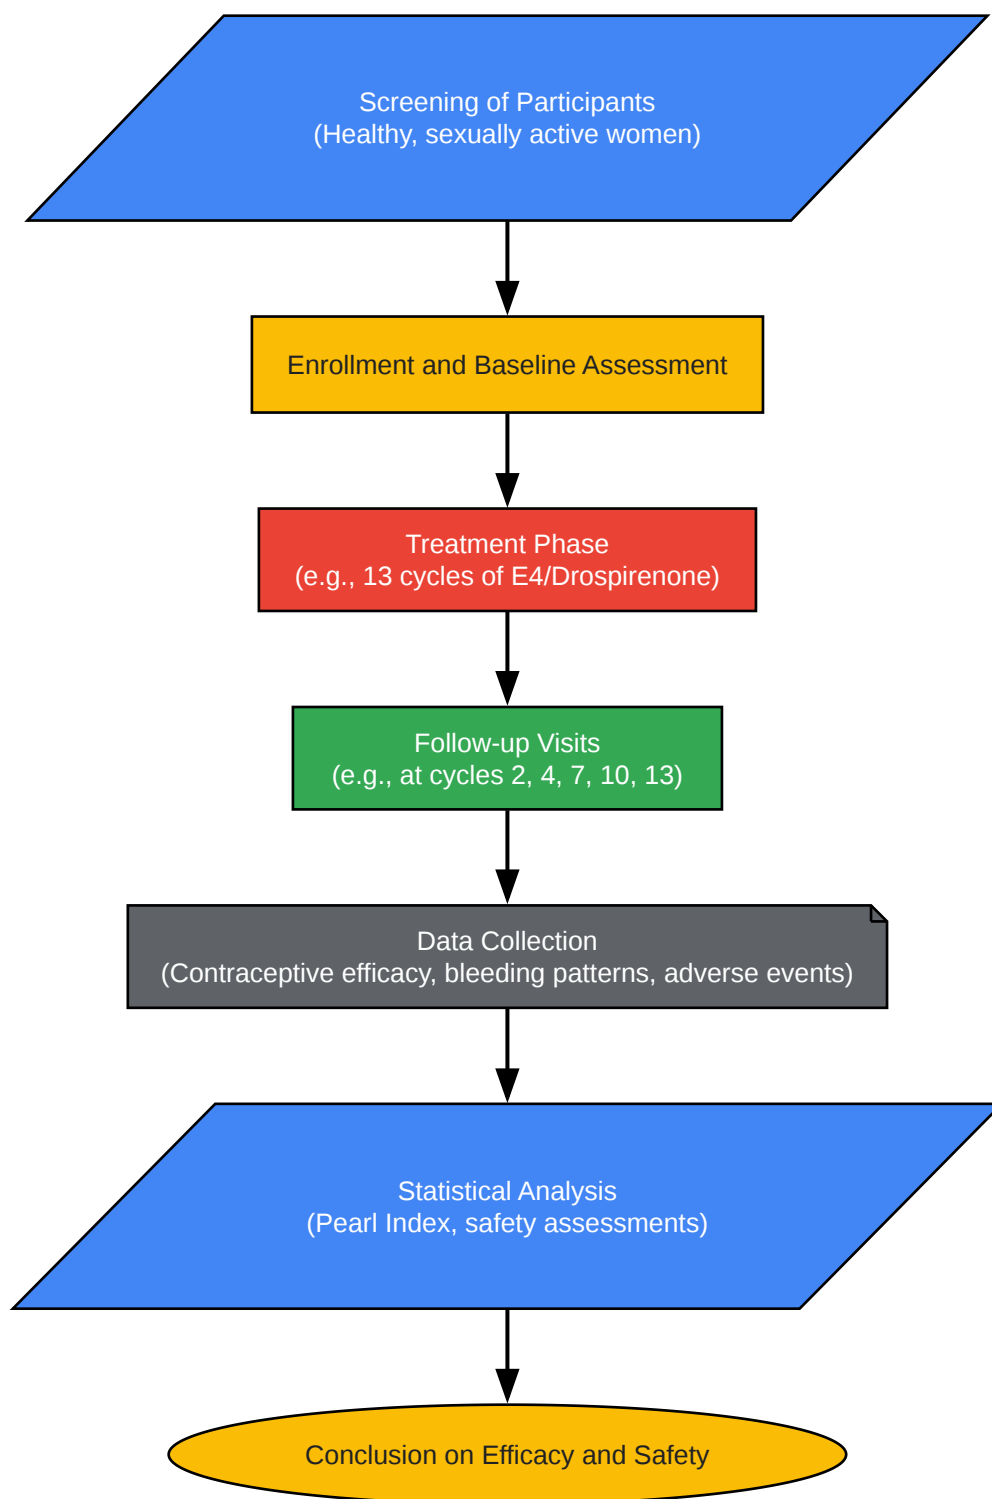 Screening of Participants
(Healthy, sexually active women)
Enrollment and Baseline Assessment
Treatment Phase
(e.g., 13 cycles of E4/Drospirenone)
Follow-up Visits
(e.g., at cycles 2, 4, 7, 10, 13)
Data Collection
(Contraceptive efficacy, bleeding patterns, adverse events)
Statistical Analysis
(Pearl Index, safety assessments)
Conclusion on Efficacy and Safety